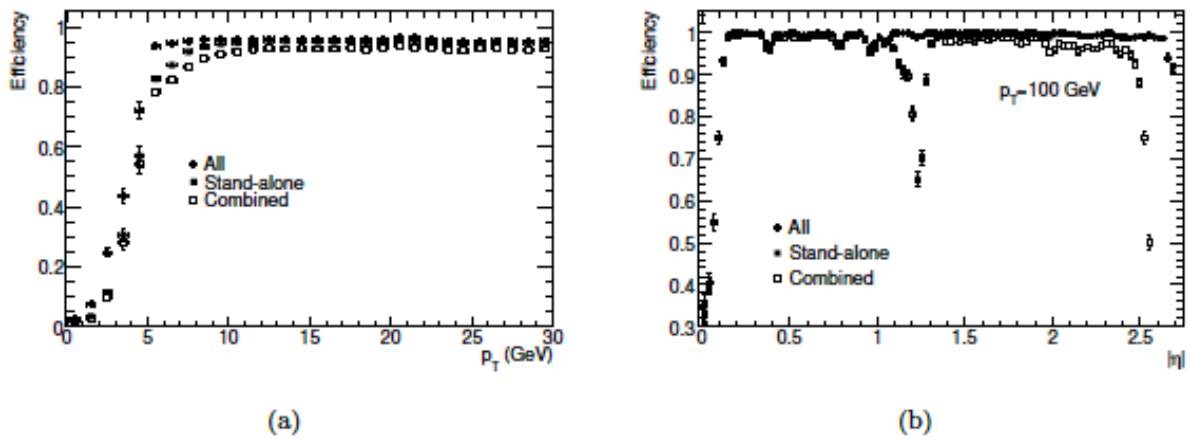 Efficiency
1
0.8
0.6
0.4
0.2
0
All
Stand-alone
Combined
0 5 10 15 20 25 30
p_T (GeV)
(a)
Efficiency
1
0.9
0.8
0.7
0.6
0.5
0.4
0.3
p_T=100 GeV
All
Stand-alone
Combined
0 0.5 1 1.5 2 2.5
|η|
(b)